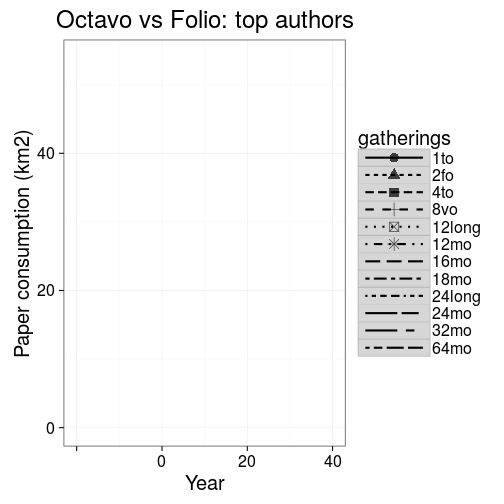 Octavo vs Folio: top authors
Paper consumption (km2)
40
20
0
0
20
40
Year
gatherings
1to
2fo
4to
8vo
12long
12mo
16mo
18mo
24long
24mo
32mo
64mo